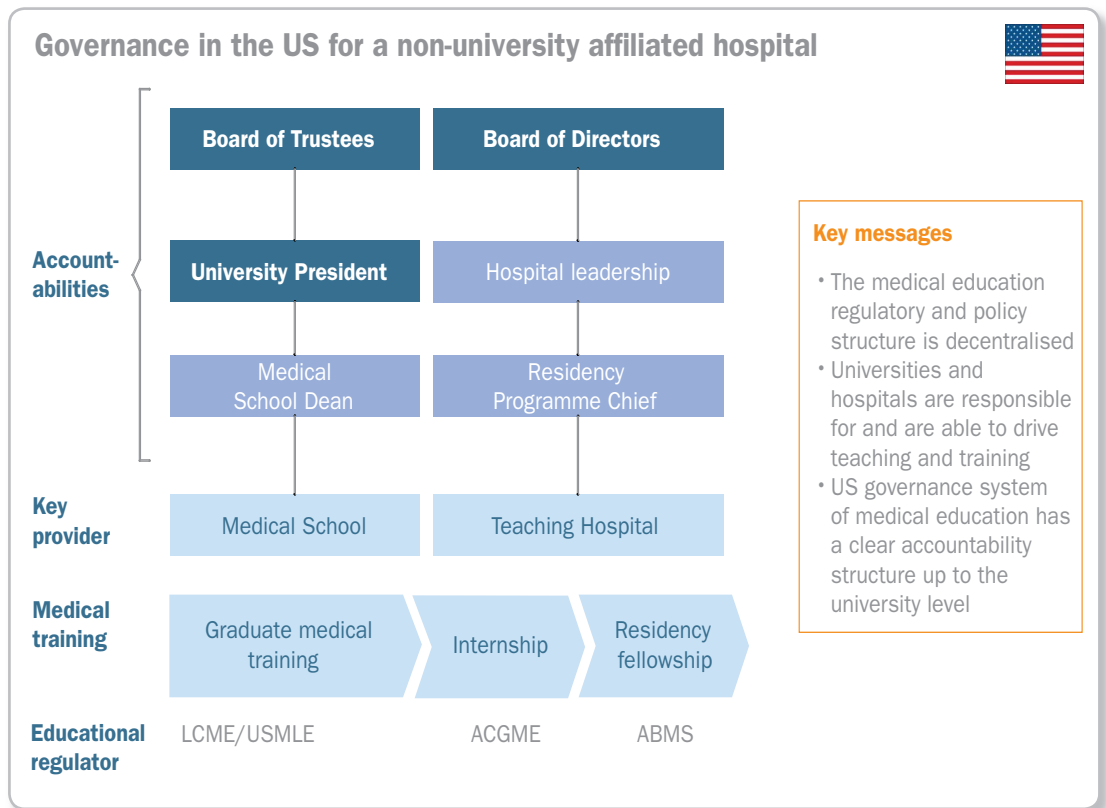 Governance in the US for a non-university affiliated hospital
Board of Trustees
Board of Directors
Account-
abilities
University President
Hospital leadership
Medical
School Dean
Residency
Programme Chief
Key
provider
Medical School
Teaching Hospital
Medical
training
Graduate medical
training
Internship
Residency
fellowship
Educational
regulator
LCME/USMLE
ACGME
ABMS
Key messages
• The medical education
regulatory and policy
structure is decentralised
• Universities and
hospitals are responsible
for and are able to drive
teaching and training
• US governance system
of medical education has
a clear accountability
structure up to the
university level